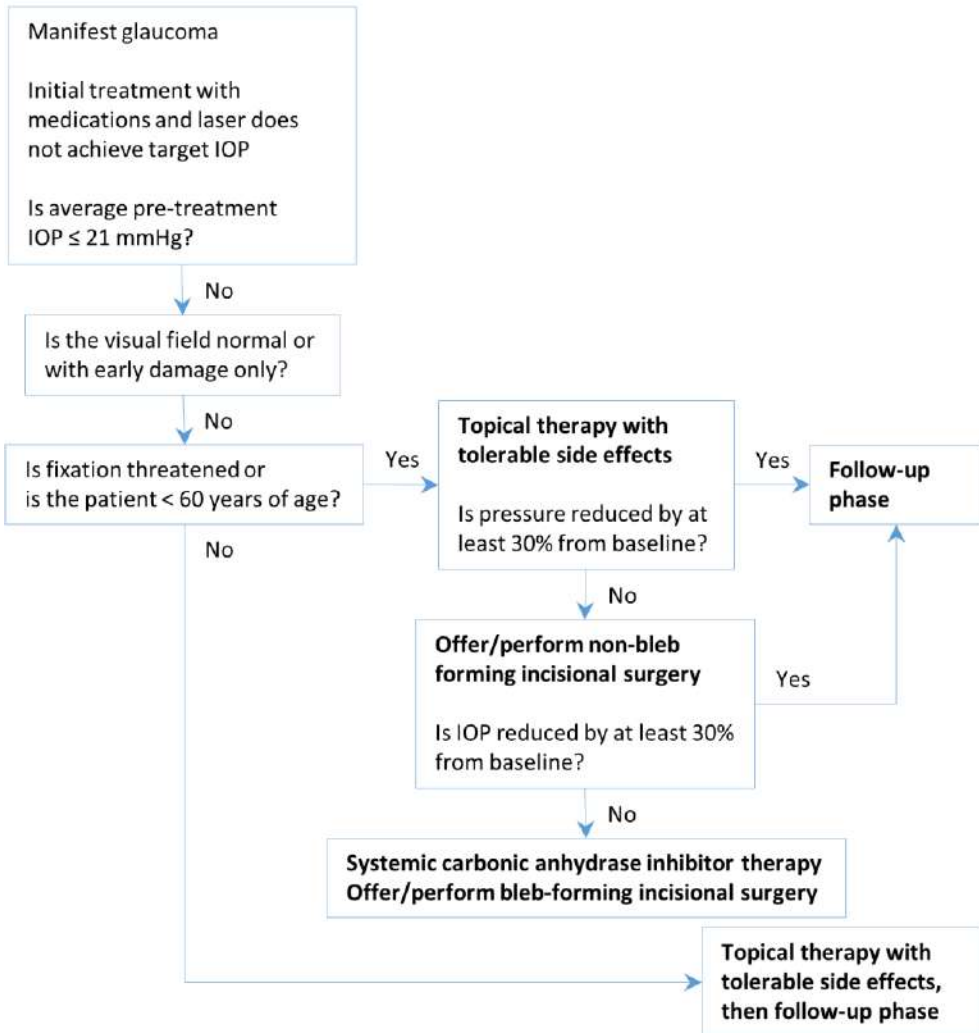 Manifest glaucoma
Initial treatment with
medications and laser does
not achieve target IOP
Is average pre-treatment
IOP ≤ 21 mmHg?
No
Is the visual field normal or
with early damage only?
No
Is fixation threatened or
is the patient < 60 years of age?
Yes
Topical therapy with
tolerable side effects
Is pressure reduced by at
least 30% from baseline?
Yes
Follow-up
phase
No
No
Offer/perform non-bleb
forming incisional surgery
Is IOP reduced by at least 30%
from baseline?
Yes
No
Systemic carbonic anhydrase inhibitor therapy
Offer/perform bleb-forming incisional surgery
Topical therapy with
tolerable side effects,
then follow-up phase